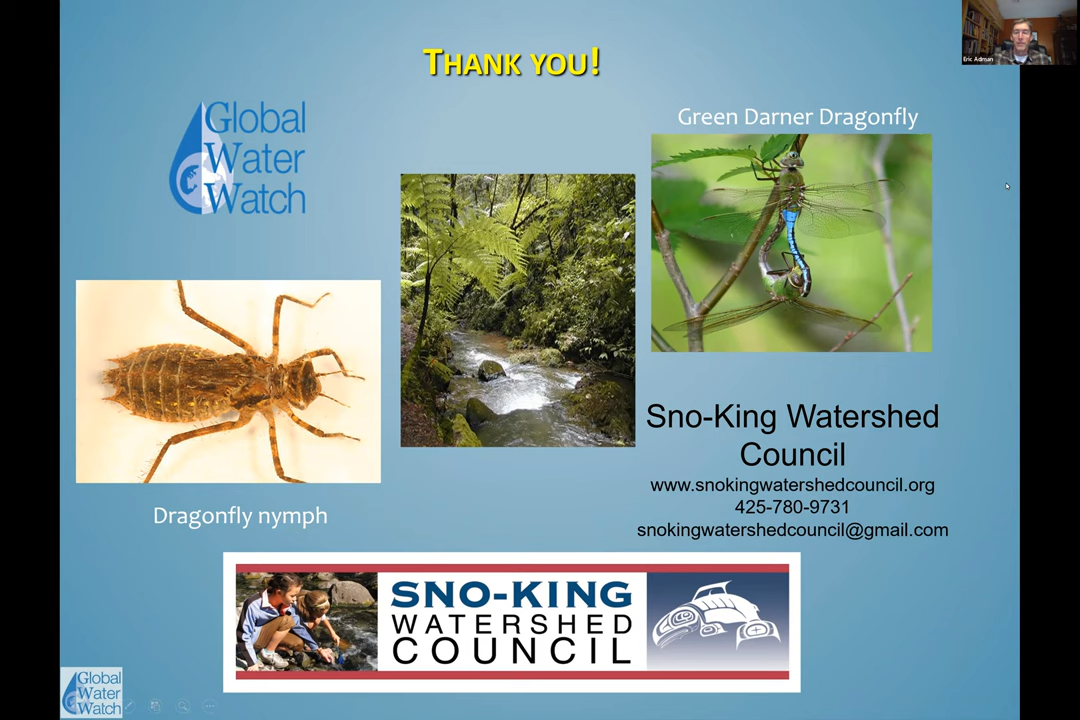 THANK YOU!
Eric Adman
Global
Water
Watch
Green Darner Dragonfly
Sno-King Watershed
Council
www.snokingwatershedcouncil.org
425-780-9731
snokingwatershedcouncil@gmail.com
Dragonfly nymph
SNO-KING
WATERSHED
COUNCIL
Global
Water
Watch